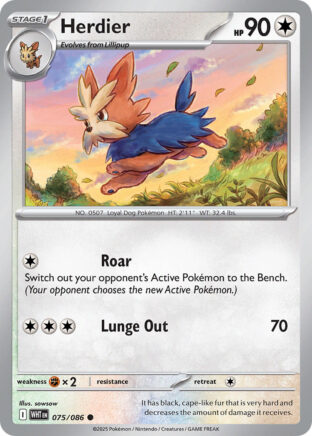 STAGE1
Herdier
HP 90
Evolves from Lillipup
NO. 0507 Loyal Dog Pokémon HT: 2'11" WT: 32.4 lbs.
Roar
Switch out your opponent's Active Pokémon to the Bench.
(Your opponent chooses the new Active Pokémon.)
Lunge Out 70
weakness ×2 resistance retreat
Illus. sowsow
I WHT EN 075/086
It has black, cape-like fur that is very hard and
decreases the amount of damage it receives.
©2025 Pokémon / Nintendo / Creatures / GAME FREAK